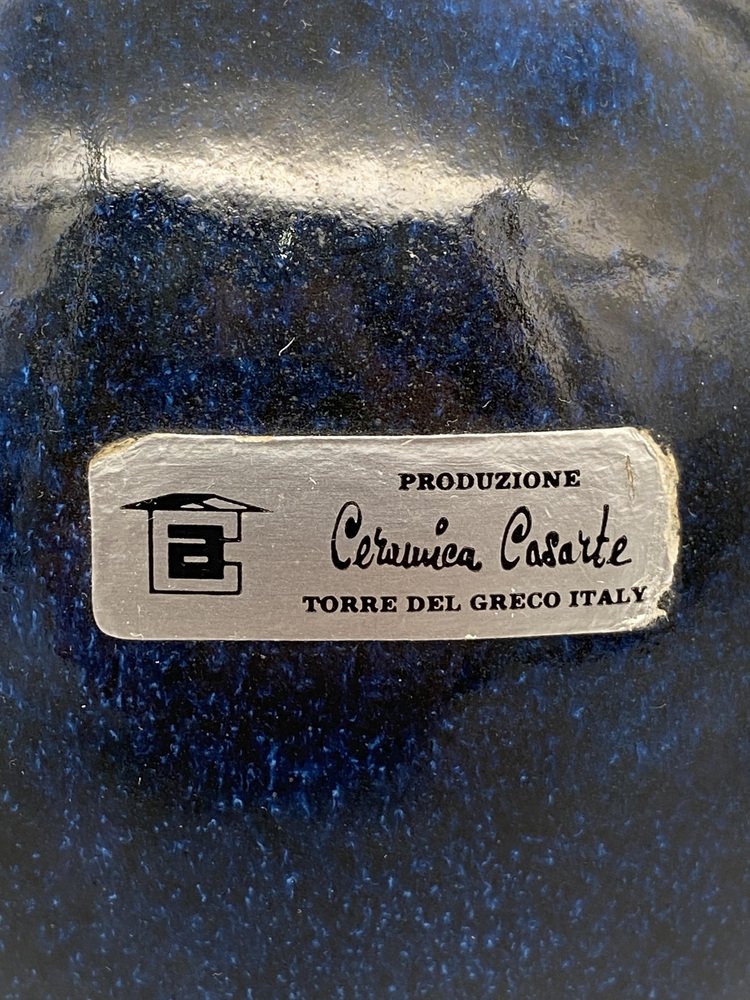 PRODUZIONE
Ceramica Casarte
TORRE DEL GRECO ITALY